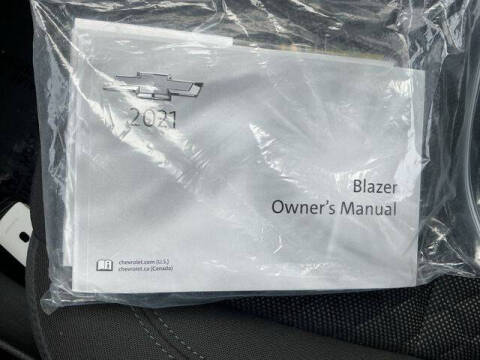 2021
Blazer
Owner's Manual
chevrolet.com (U.S.)
chevrolet.ca (Canada)